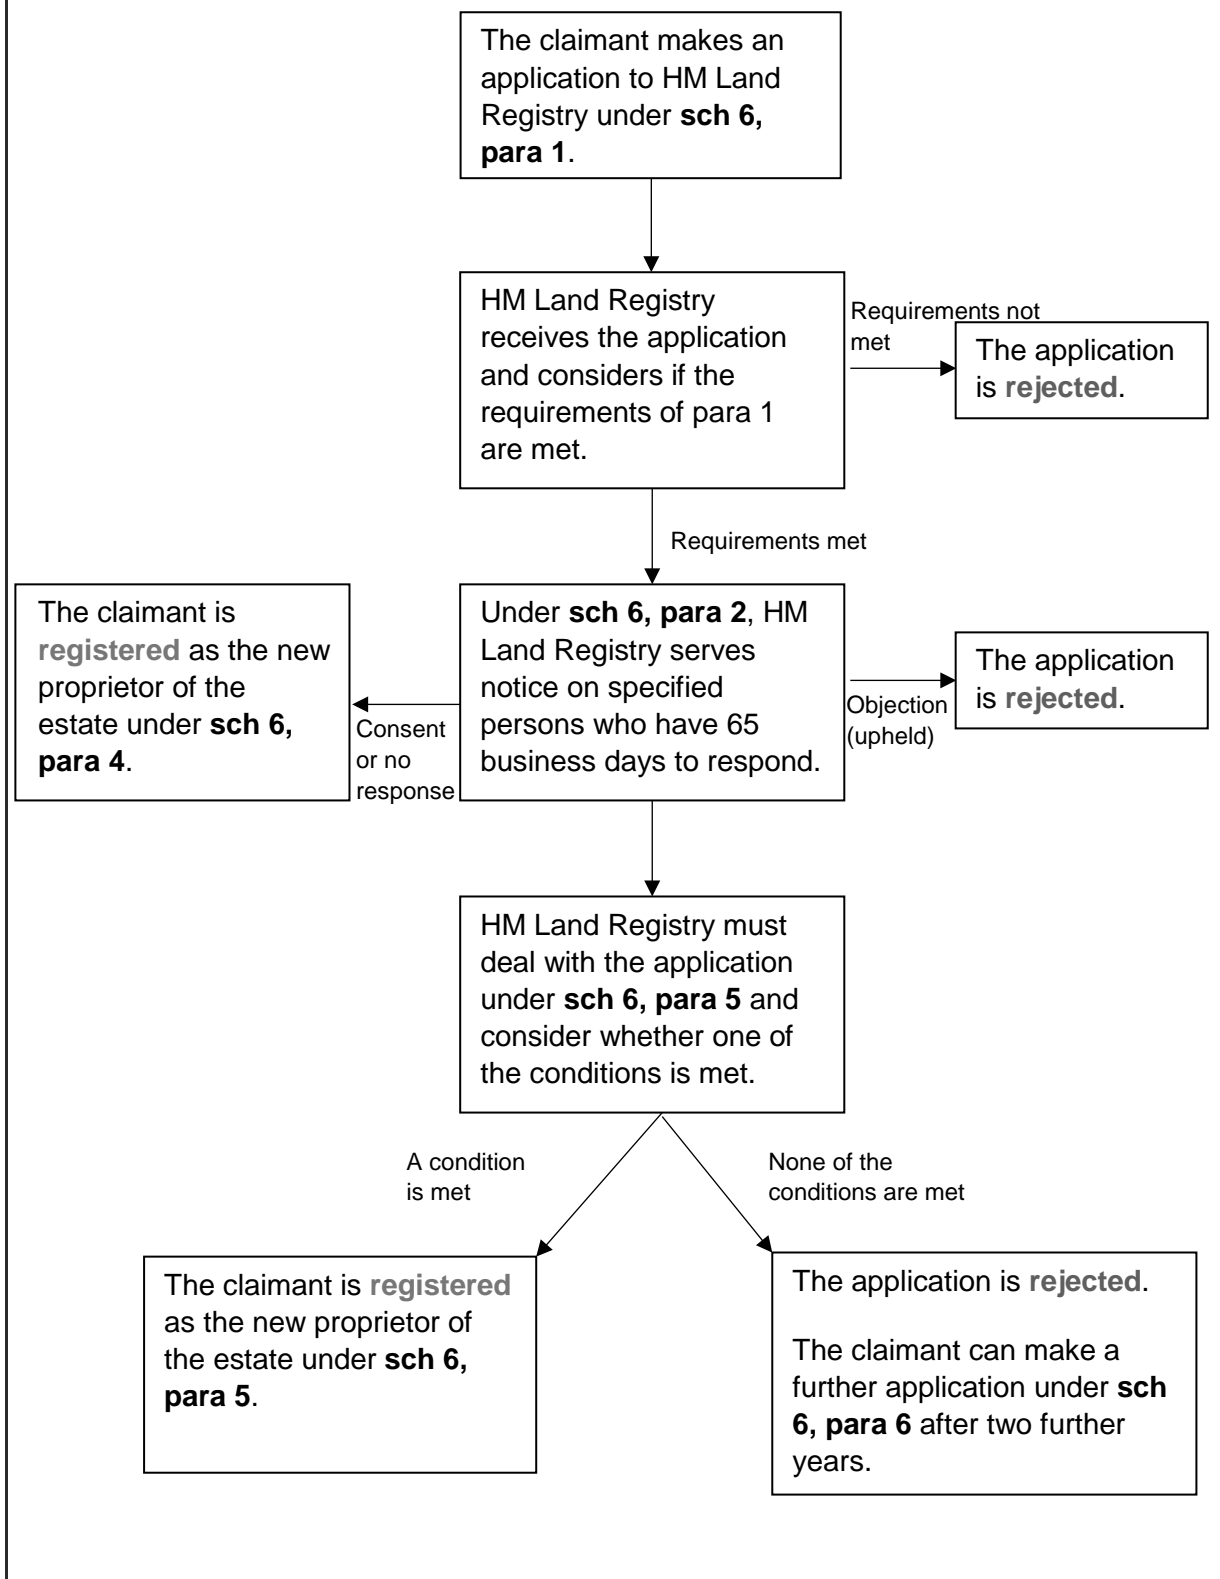 The claimant makes an
application to HM Land
Registry under sch 6,
para 1.
HM Land Registry
receives the application
and considers if the
requirements of para 1
are met.
Requirements not
met
The application
is rejected.
Requirements met
The claimant is
registered as the new
proprietor of the
estate under sch 6,
para 4.
Consent
or no
response
Under sch 6, para 2, HM
Land Registry serves
notice on specified
persons who have 65
business days to respond.
Objection
(upheld)
The application
is rejected.
HM Land Registry must
deal with the application
under sch 6, para 5 and
consider whether one of
the conditions is met.
A condition
is met
None of the
conditions are met
The claimant is registered
as the new proprietor of
the estate under sch 6,
para 5.
The application is rejected.
The claimant can make a
further application under sch
6, para 6 after two further
years.